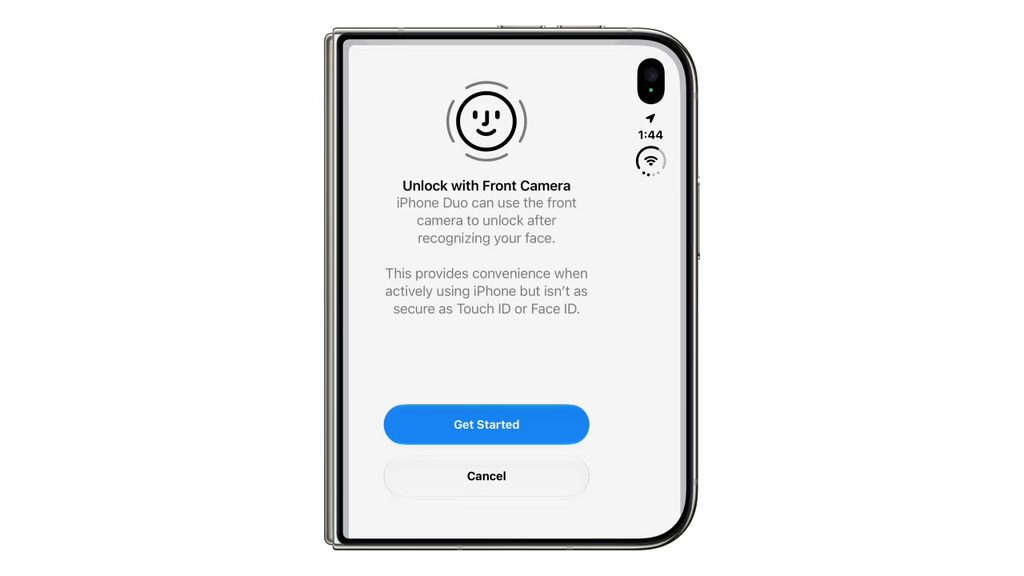 1:44
Unlock with Front Camera
iPhone Duo can use the front
camera to unlock after
recognizing your face.
This provides convenience when
actively using iPhone but isn’t as
secure as Touch ID or Face ID.
Get Started
Cancel